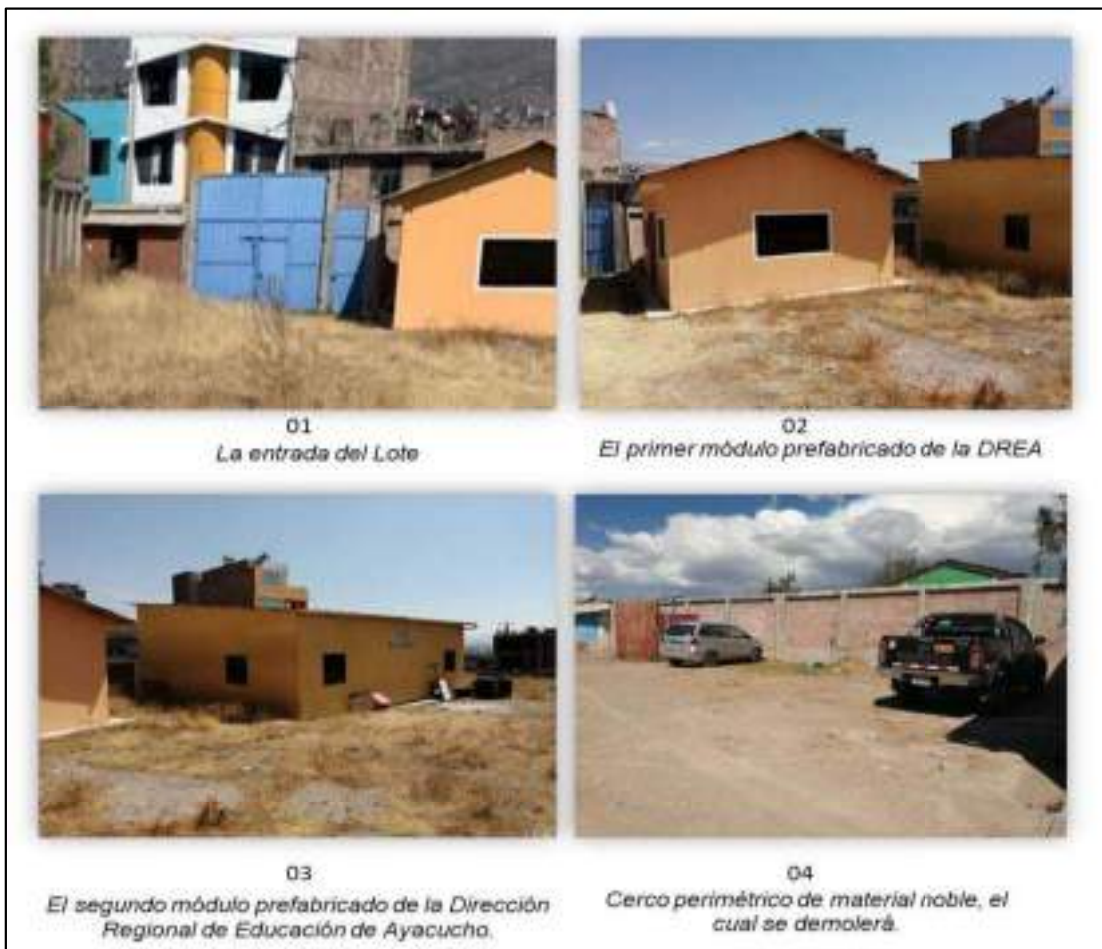 01
La entrada del Lote
02
El primer módulo prefabricado de la DREA
03
El segundo módulo prefabricado de la Dirección
Regional de Educación de Ayacucho.
04
Cerco perimétrico de material noble, el
cual se demolerá.